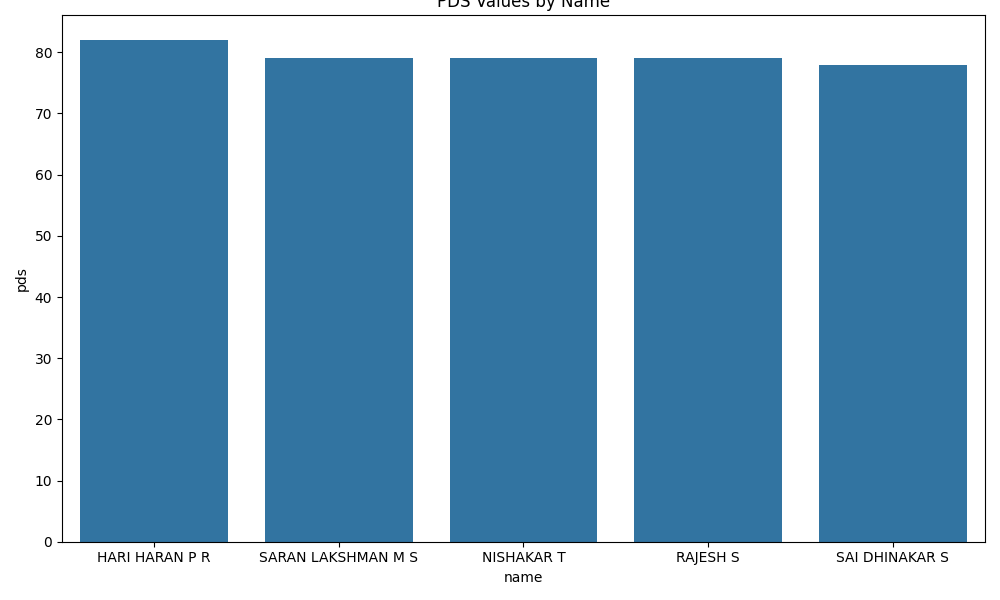 PDS Values by Name
pds
80
70
60
50
40
30
20
10
0
HARI HARAN P R
SARAN LAKSHMAN M S
NISHAKAR T
RAJESH S
SAI DHINAKAR S
name